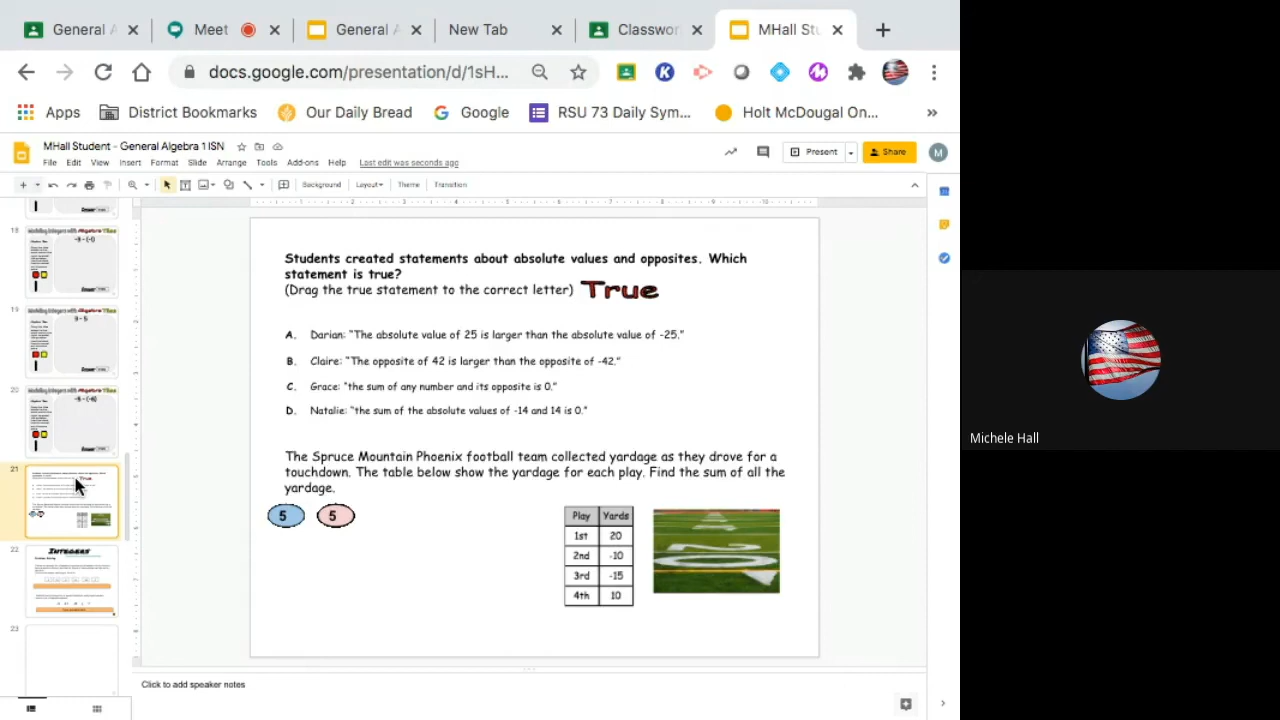 General A
Meet
General A
New Tab
Classwor
MHall Stu
docs.google.com/presentation/d/1sH...
Apps
District Bookmarks
Our Daily Bread
Google
RSU 73 Daily Sym...
Holt McDougal On...
MHall Student - General Algebra 1 ISN
File Edit View Insert Format Slide Arrange Tools Add-ons Help Last edit was seconds ago
Present
Share
M
Background Layout Theme Transition
18
19
20
21
22
23
Students created statements about absolute values and opposites. Which
statement is true?
(Drag the true statement to the correct letter) True
A. Darian: "The absolute value of 25 is larger than the absolute value of -25."
B. Claire: "The opposite of 42 is larger than the opposite of -42."
C. Grace: "the sum of any number and its opposite is 0."
D. Natalie: "the sum of the absolute values of -14 and 14 is 0."
The Spruce Mountain Phoenix football team collected yardage as they drove for a
touchdown. The table below shows the yardage for each play. Find the sum of all the
yardage.
5 5
Play Yards
1st 20
2nd -10
3rd -15
4th 10
Integers
Click to add speaker notes
Michele Hall